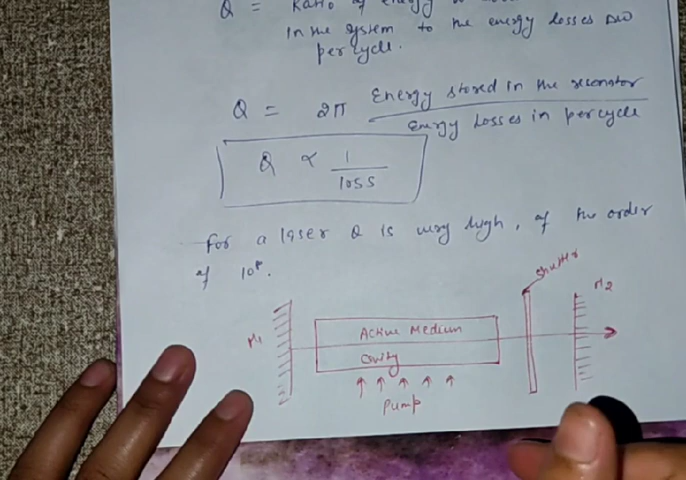 Q = Ratio of energy
in the system to the energy losses
per cycle.
Q = 2π Energy stored in the resonator
Energy Losses in per cycle
Q ∝ 1
loss
For a laser Q is very high, of the order
of 10⁸.
shutter
M1
M2
Active Medium
Cavity
Pump